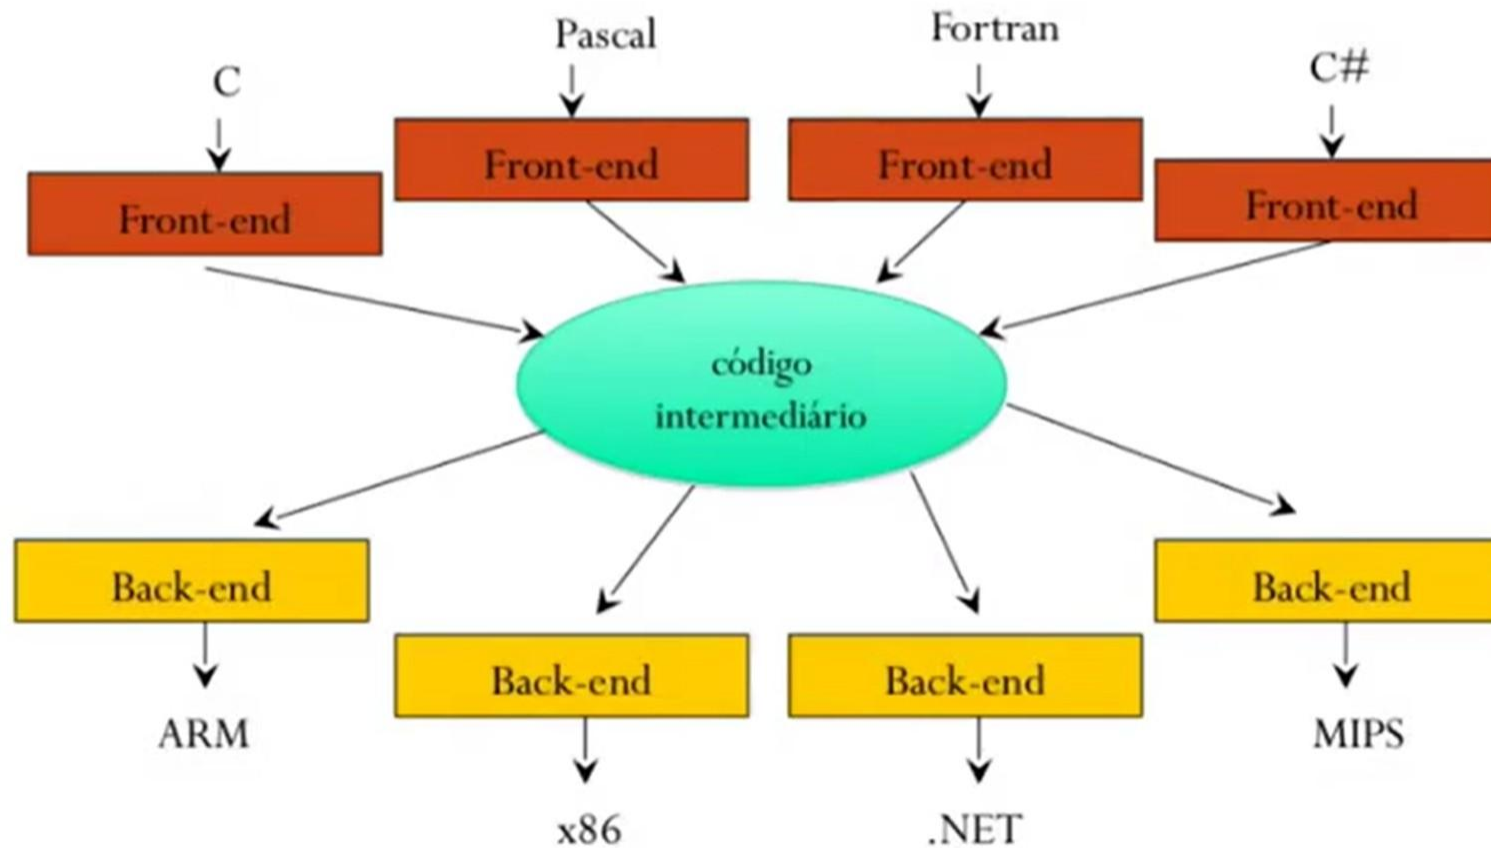 C
Pascal
Fortran
C#
Front-end
Front-end
Front-end
Front-end
código
intermediário
Back-end
Back-end
Back-end
Back-end
ARM
x86
.NET
MIPS